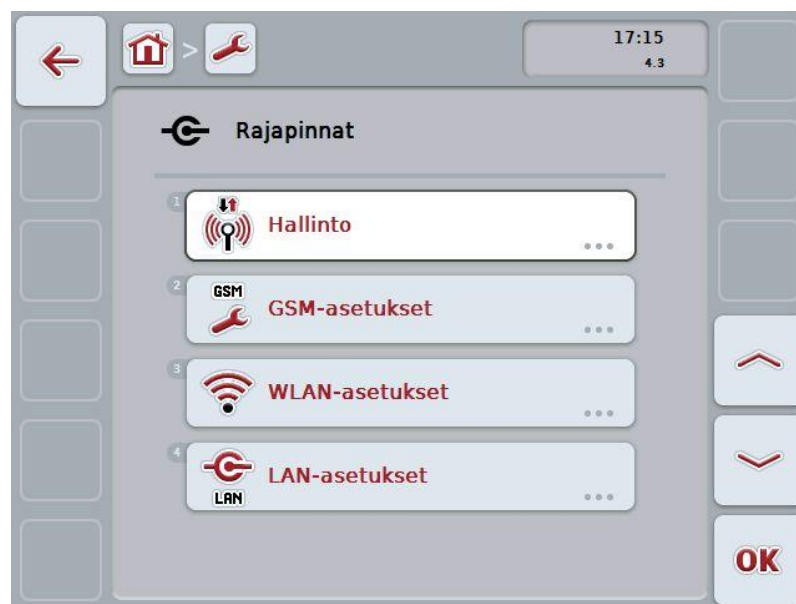 17:15
>
4.3
Rajapinnat
1
Hallinto
2
GSM
GSM-asetukset
3
WLAN-asetukset
4
LAN-asetukset
LAN
OK